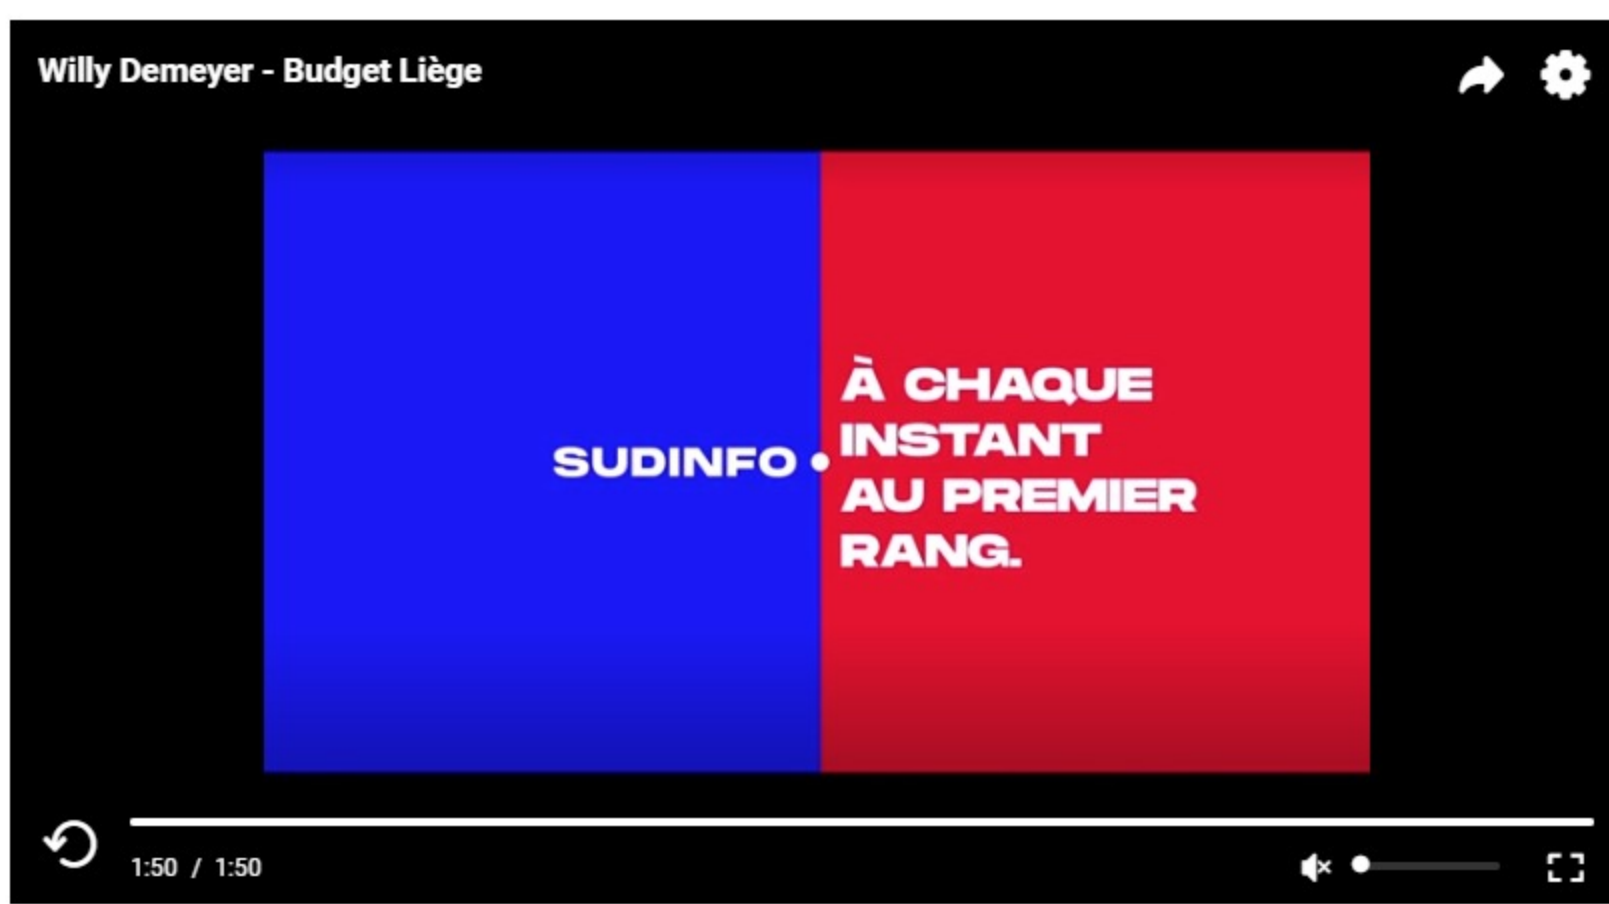 Willy Demeyer - Budget Liège
SUDINFO
À CHAQUE
INSTANT
AU PREMIER
RANG.
1:50 / 1:50